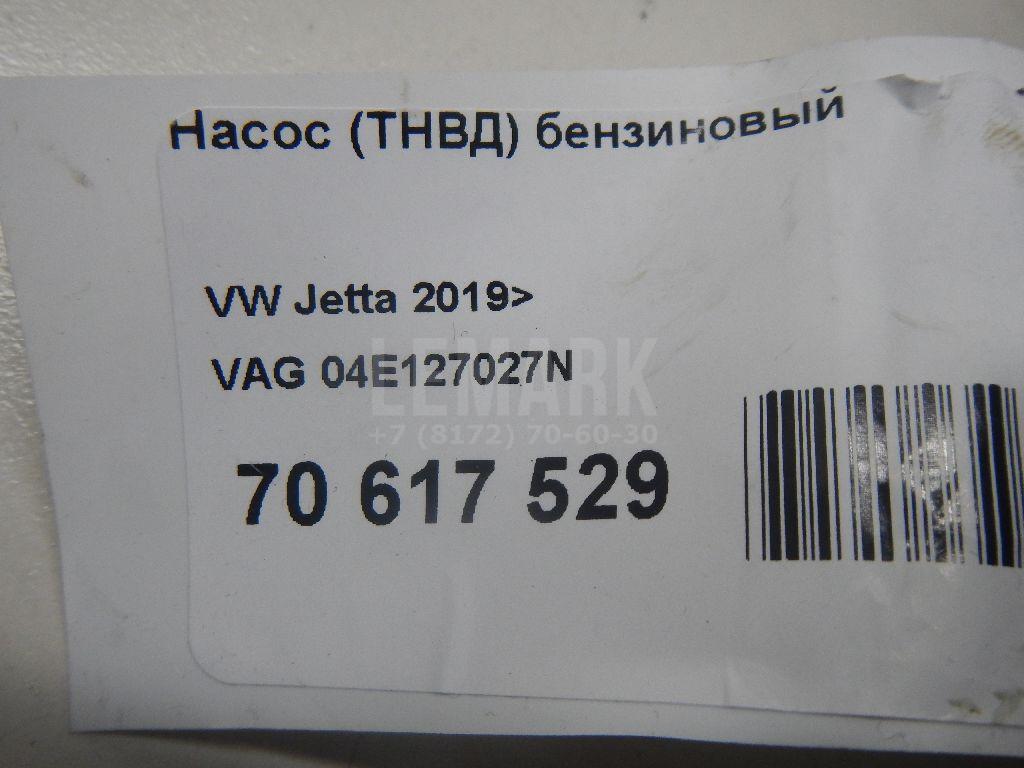 Насос (ТНВД) бензиновый
VW Jetta 2019>
VAG 04E127027N
LEMARK
+7 (8172) 70-60-30
70 617 529